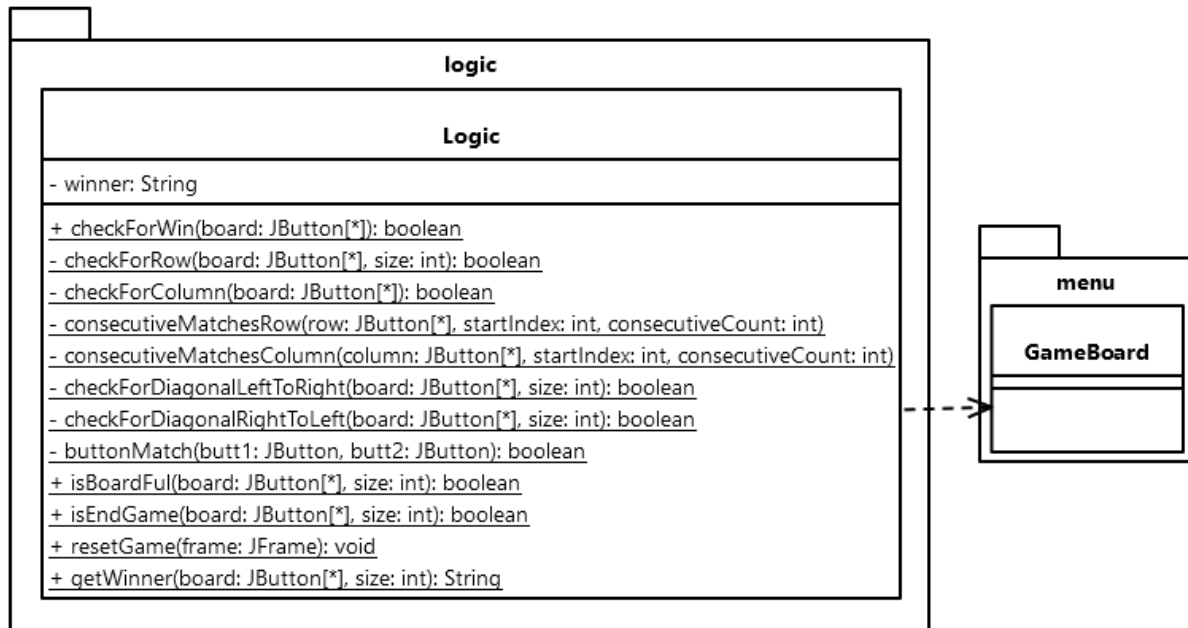 logic
Logic
- winner: String
+ checkForWin(board: JButton[*]): boolean
- checkForRow(board: JButton[*], size: int): boolean
- checkForColumn(board: JButton[*]): boolean
- consecutiveMatchesRow(row: JButton[*], startIndex: int, consecutiveCount: int)
- consecutiveMatchesColumn(column: JButton[*], startIndex: int, consecutiveCount: int)
- checkForDiagonalLeftToRight(board: JButton[*], size: int): boolean
- checkForDiagonalRightToLeft(board: JButton[*], size: int): boolean
- buttonMatch(butt1: JButton, butt2: JButton): boolean
+ isBoardFul(board: JButton[*], size: int): boolean
+ isEndGame(board: JButton[*], size: int): boolean
+ resetGame(frame: JFrame): void
+ getWinner(board: JButton[*], size: int): String
menu
GameBoard